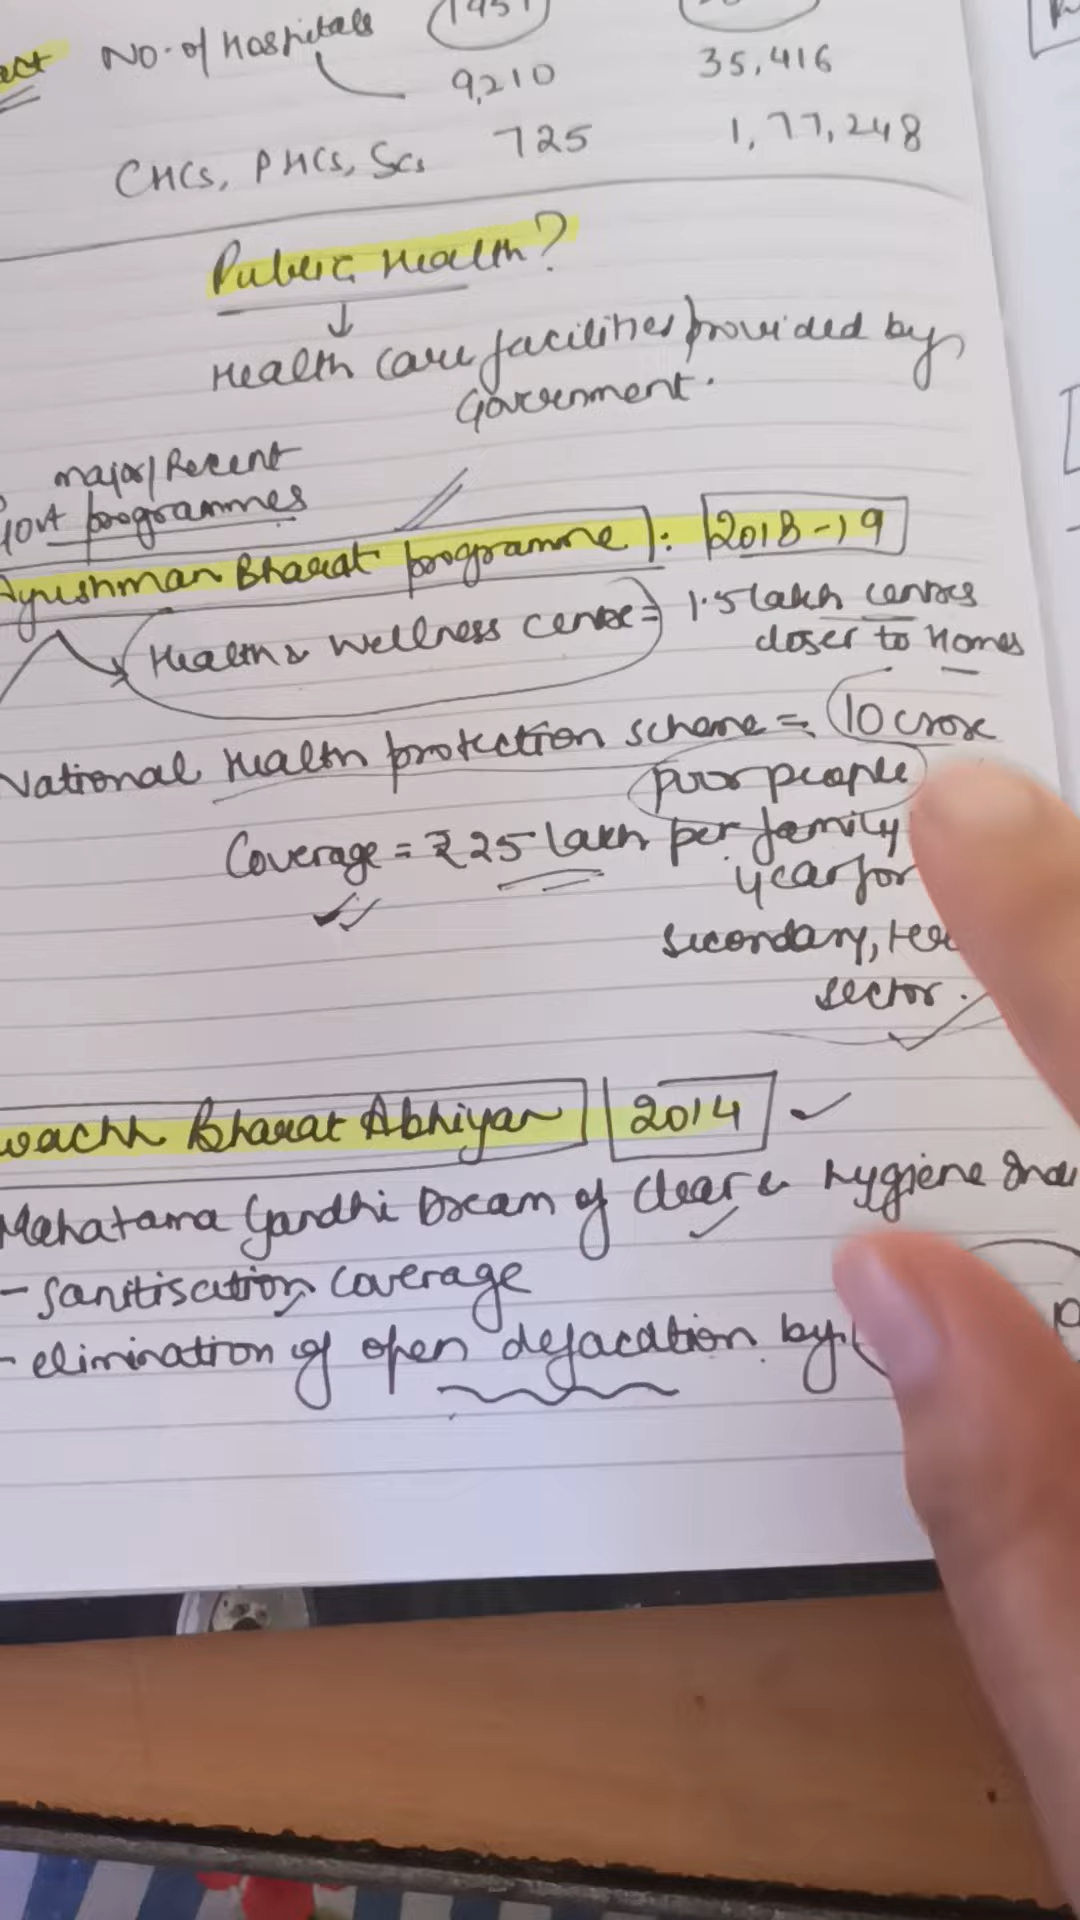 No. of Hospitals 1951
9,210 35,416
CHCs, PHCs, SCs 725 1,77,248
Public Health?
Health care facilities provided by
Government.
major/Recent
Govt programmes
Ayushman Bharat programme): 2018-19
Health & Wellness centre = 1.5 lakh centres
closer to Homes
National Health protection scheme = 10 crore
poor people
Coverage = ₹25 lakh per family
year for
secondary,
sector.
wachh Bharat Abhiyan 2014
Mahatama Gandhi Dream of Clear & hygiene
- Sanitisation coverage
- elimination of open defacation by